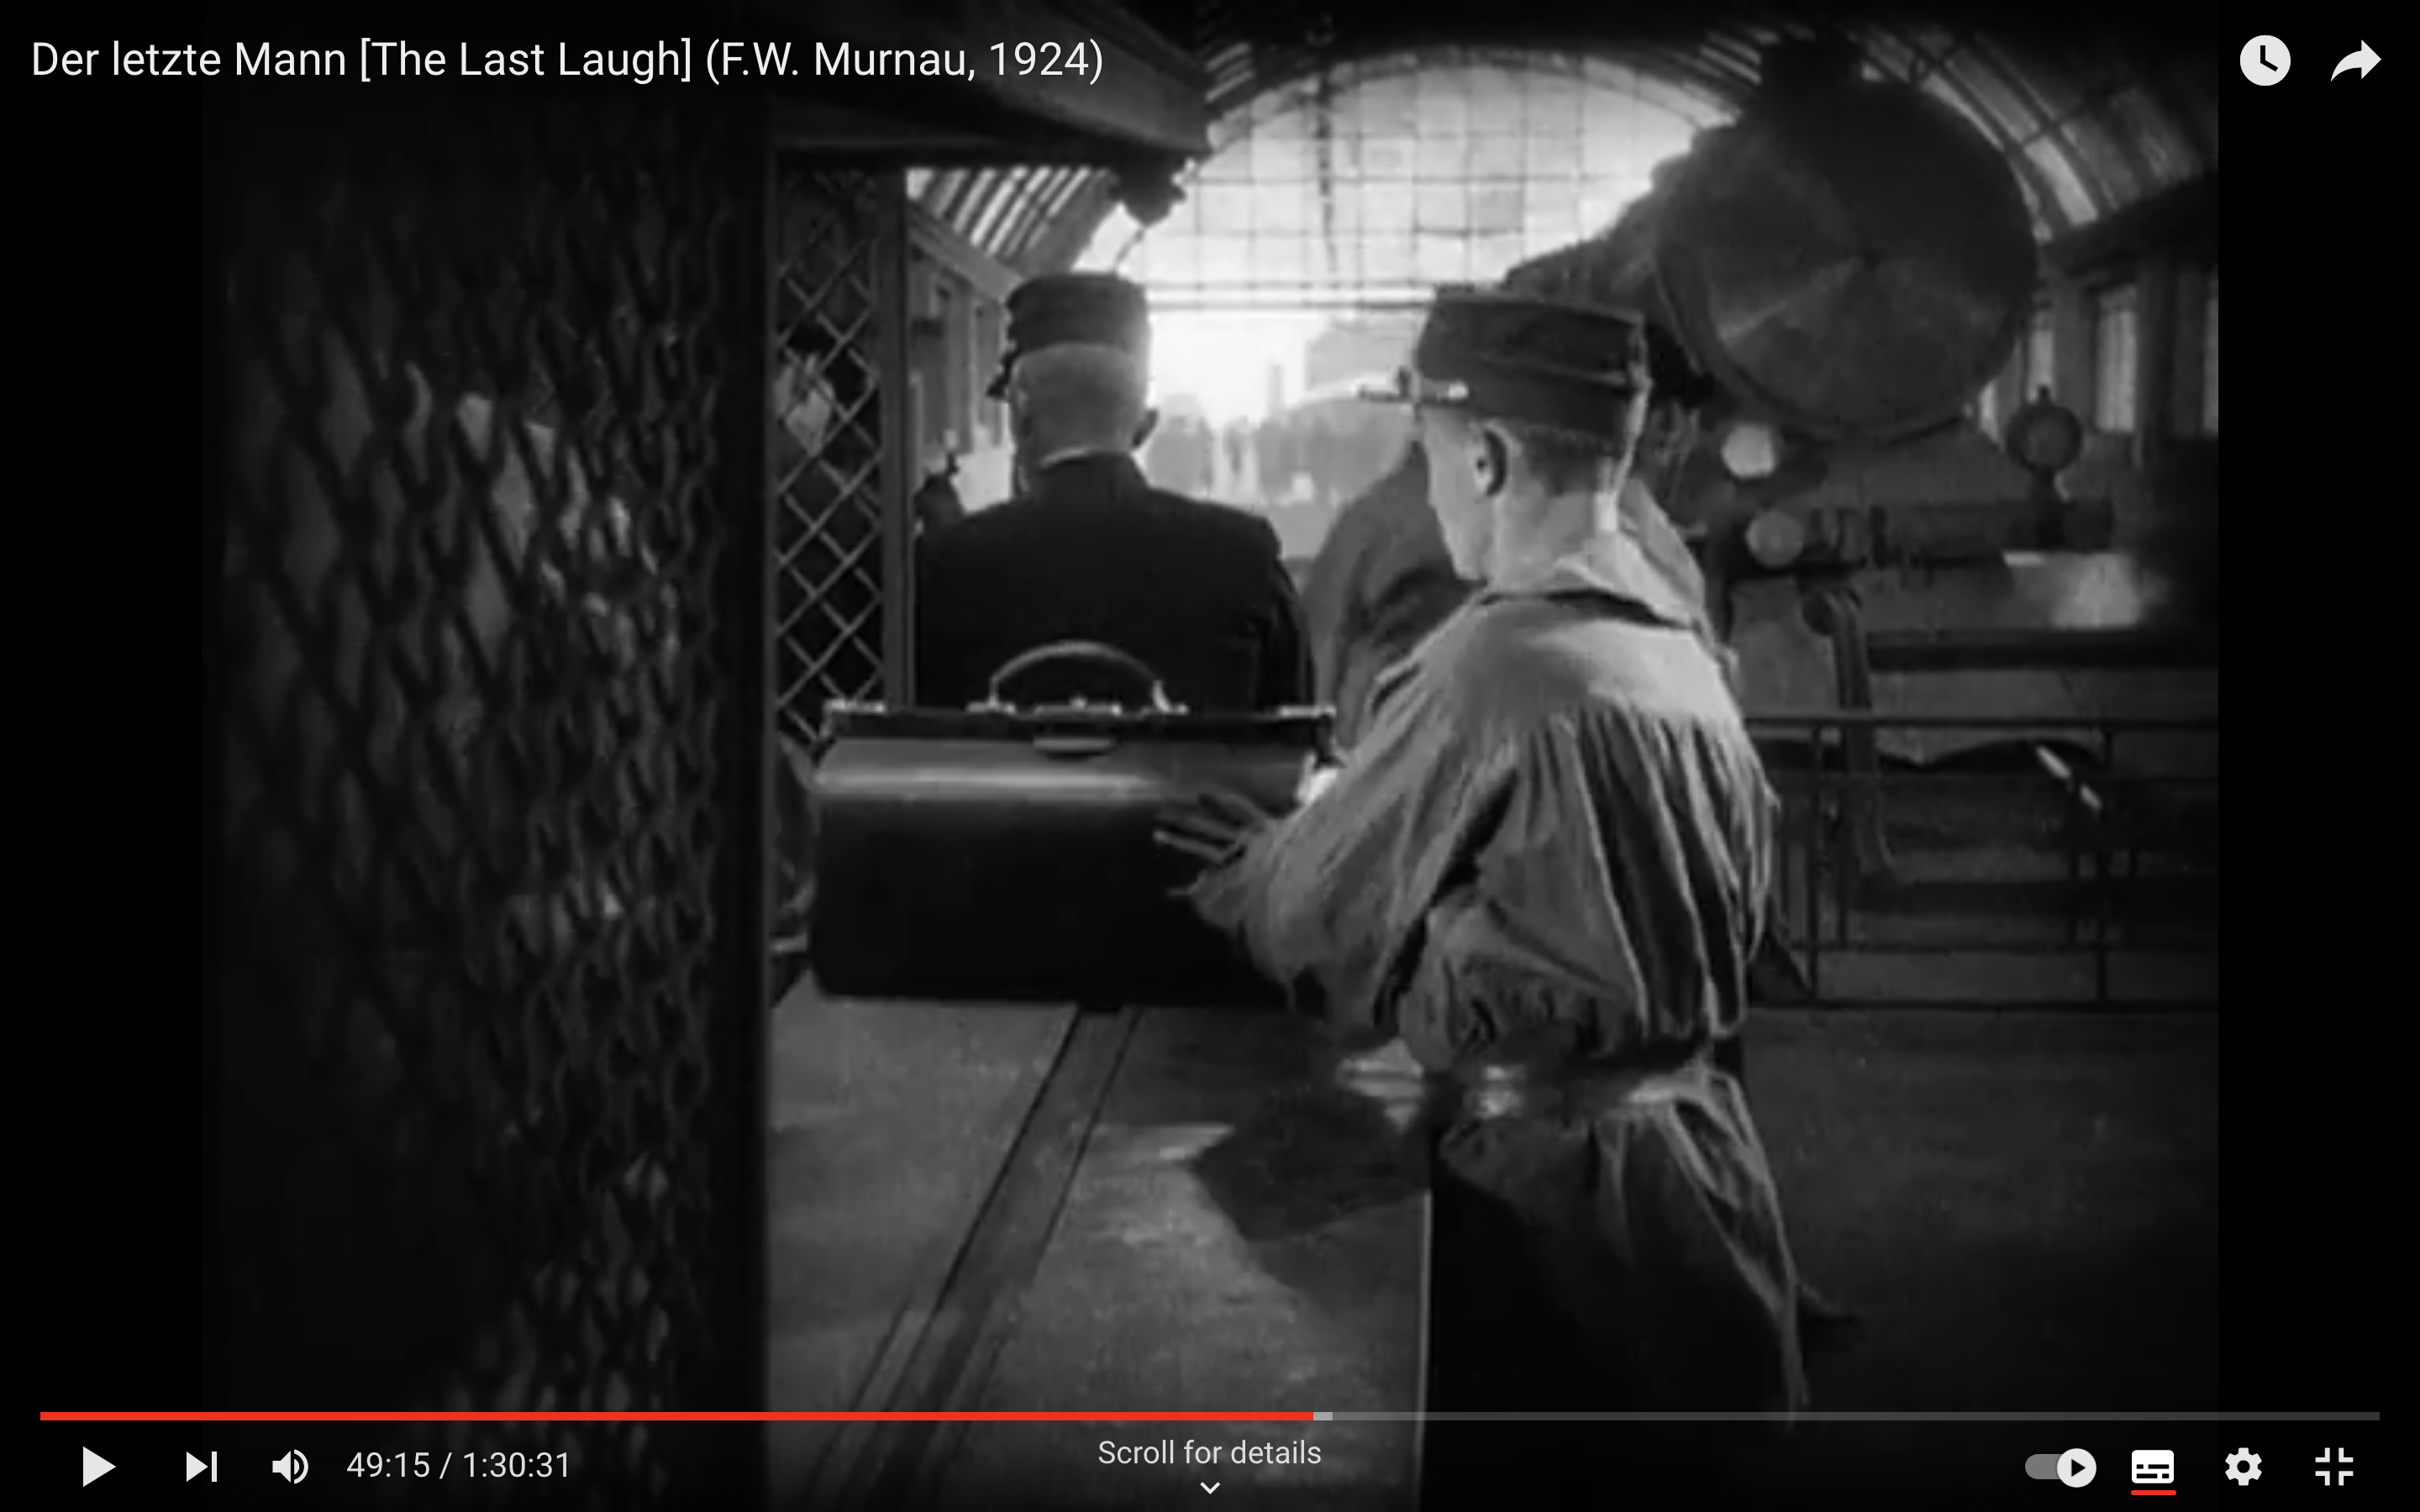 Der letzte Mann [The Last Laugh] (F.W. Murnau, 1924)
49:15 / 1:30:31
Scroll for details